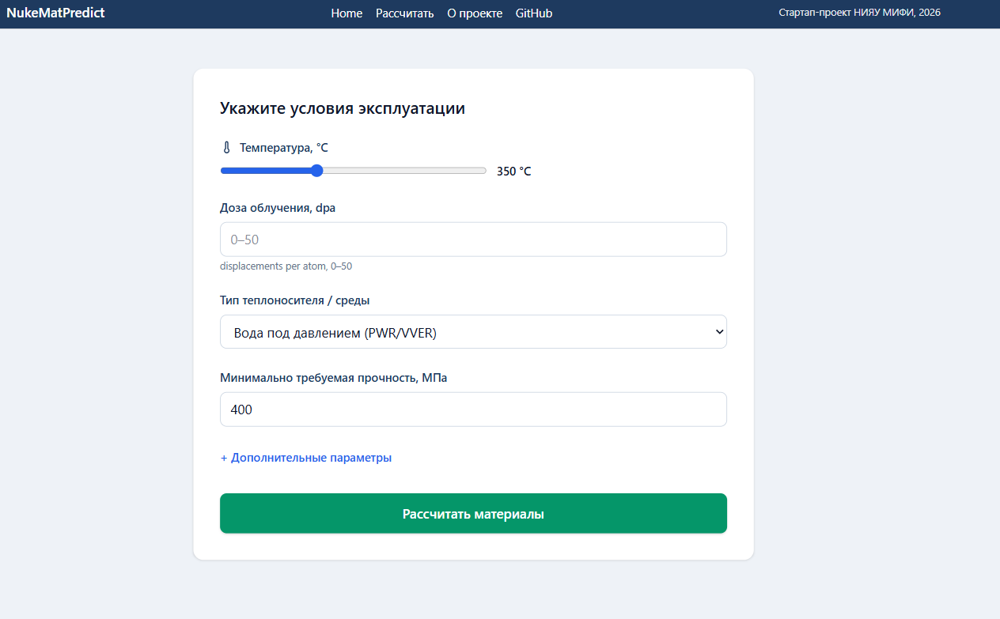 NukeMatPredict
Home Рассчитать О проекте GitHub
Стартап-проект НИЯУ МИФИ, 2026
Укажите условия эксплуатации
Температура, °C
350 °C
Доза облучения, dpa
0–50
displacements per atom, 0–50
Тип теплоносителя / среды
Вода под давлением (PWR/VVER)
Минимально требуемая прочность, МПа
400
+ Дополнительные параметры
Рассчитать материалы